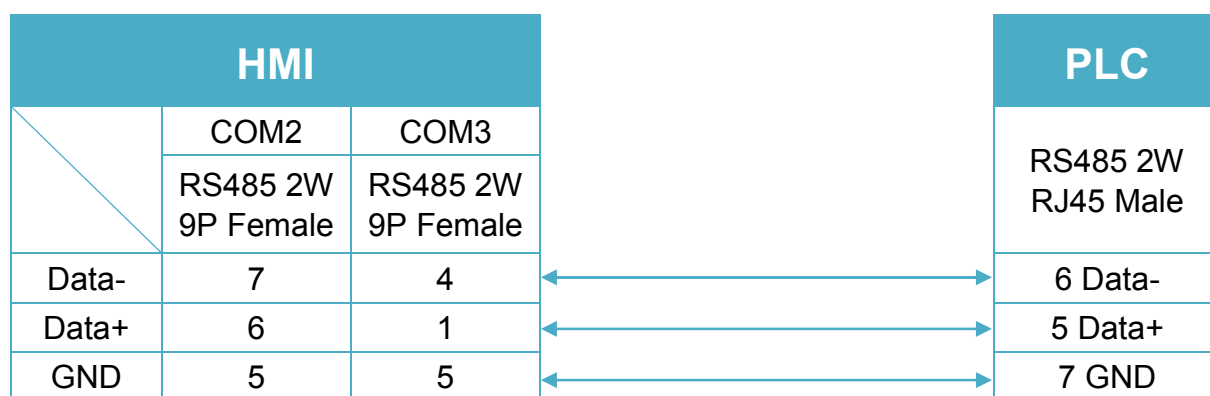 HMI PLC
COM2 COM3
RS485 2W RS485 2W RS485 2W
9P Female 9P Female RJ45 Male
Data- 7 4 6 Data-
Data+ 6 1 5 Data+
GND 5 5 7 GND